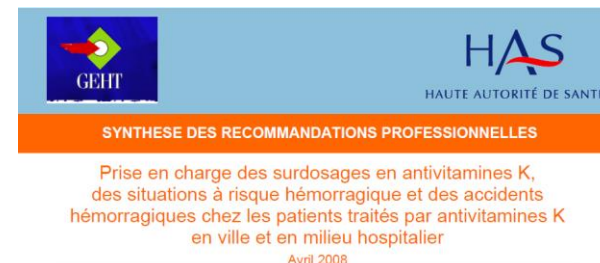 GEHT
HAS
HAUTE AUTORITÉ DE SANT
SYNTHESE DES RECOMMANDATIONS PROFESSIONNELLES
Prise en charge des surdosages en antivitamines K,
des situations à risque hémorragique et des accidents
hémorragiques chez les patients traités par antivitamines K
en ville et en milieu hospitalier
Avril 2008